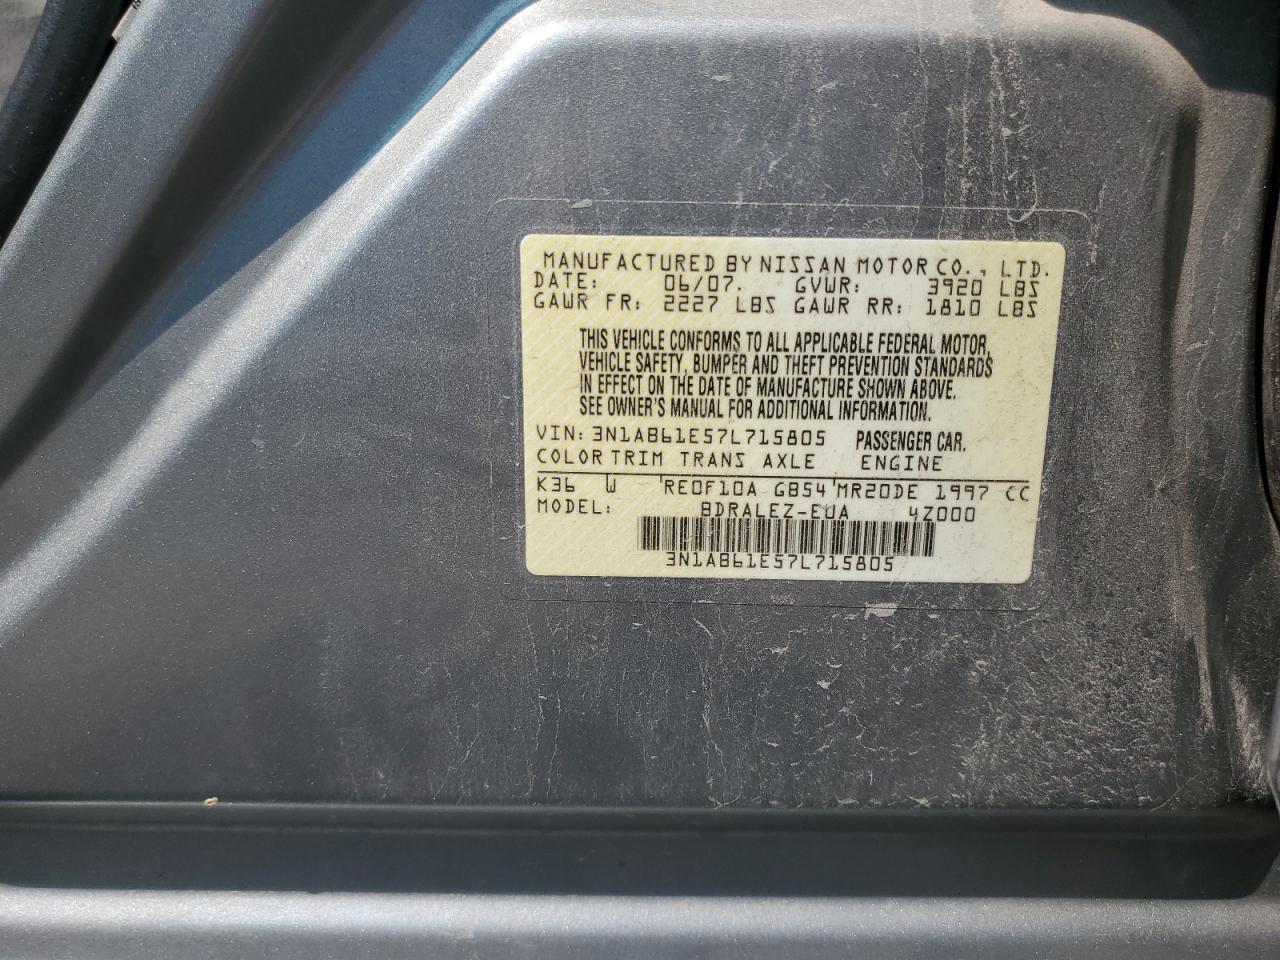 MANUFACTURED BY NISSAN MOTOR CO., LTD.
DATE: 06/07. GVWR: 3920 LBS
GAWR FR: 2227 LBS GAWR RR: 1810 LBS
THIS VEHICLE CONFORMS TO ALL APPLICABLE FEDERAL MOTOR,
VEHICLE SAFETY, BUMPER AND THEFT PREVENTION STANDARDS
IN EFFECT ON THE DATE OF MANUFACTURE SHOWN ABOVE.
SEE OWNER'S MANUAL FOR ADDITIONAL INFORMATION.
VIN: 3N1AB61E57L715805 PASSENGER CAR.
COLOR TRIM TRANS AXLE ENGINE
K36 W RE0F10A GB54 MR20DE 1997 CC
MODEL: BDRALEZ-EUA 4Z000
3N1AB61E57L715805